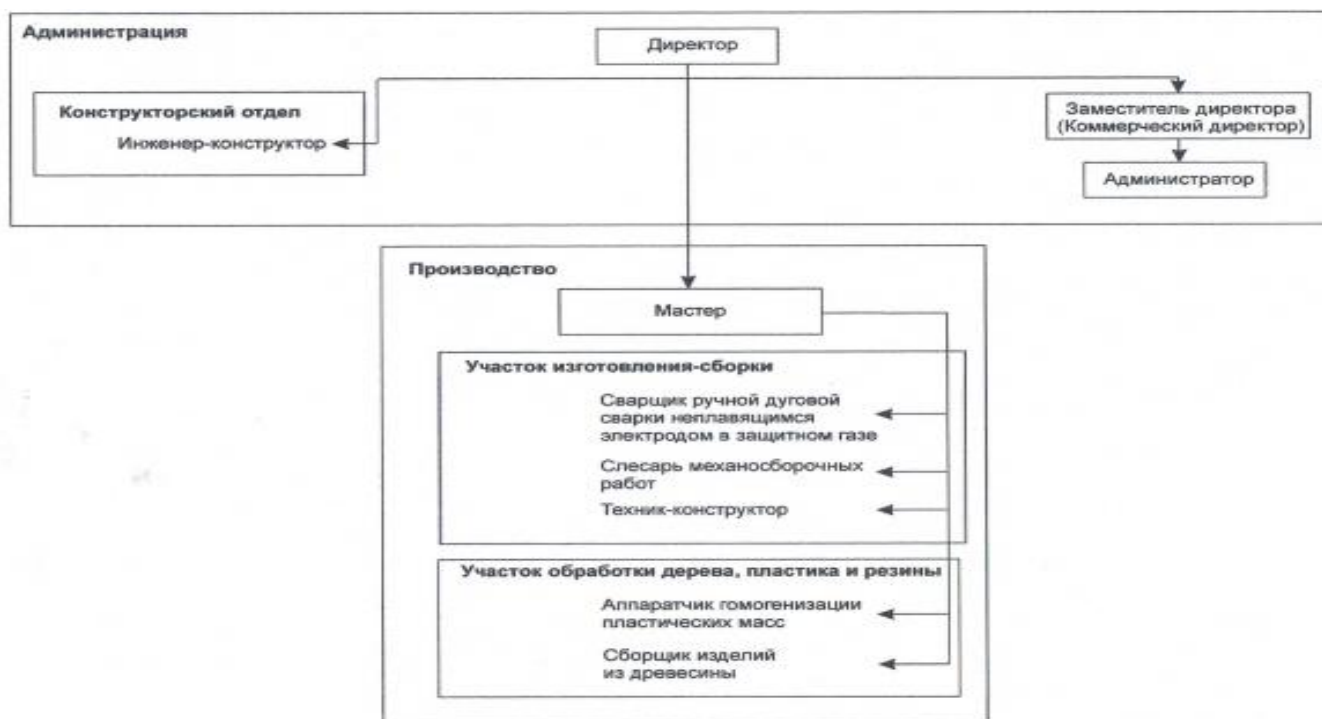 Администрация
Директор
Конструкторский отдел
Инженер-конструктор
Заместитель директора
(Коммерческий директор)
Администратор
Производство
Мастер
Участок изготовления-сборки
Сварщик ручной дуговой
сварки неплавящимся
электродом в защитном газе
Слесарь механосборочных
работ
Техник-конструктор
Участок обработки дерева, пластика и резины
Аппаратчик гомогенизации
пластических масс
Сборщик изделий
из древесины